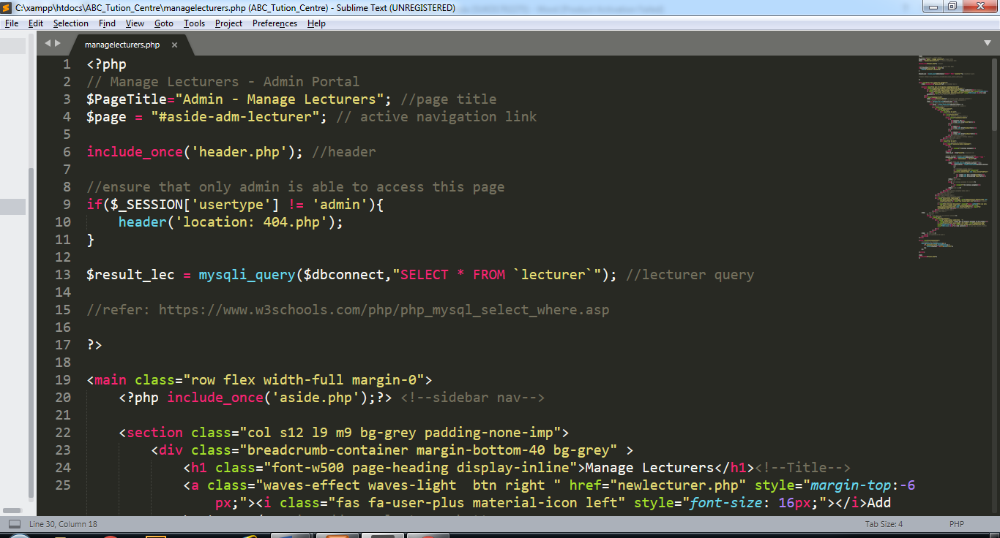 C:\xampp\htdocs\ABC_Tution_Centre\managelecturers.php (ABC_Tution_Centre) - Sublime Text (UNREGISTERED)
File Edit Selection Find View Goto Tools Project Preferences Help
managelecturers.php ×
1 <?php
2 // Manage Lecturers - Admin Portal
3 $PageTitle="Admin - Manage Lecturers"; //page title
4 $page = "#aside-adm-lecturer"; // active navigation link
5
6 include_once('header.php'); //header
7
8 //ensure that only admin is able to access this page
9 if($_SESSION['usertype'] != 'admin'){
10 header('location: 404.php');
11 }
12
13 $result_lec = mysqli_query($dbconnect,"SELECT * FROM `lecturer`"); //lecturer query
14
15 //refer: https://www.w3schools.com/php/php_mysql_select_where.asp
16
17 ?>
18
19 <main class="row flex width-full margin-0">
20 <?php include_once('aside.php');?> <!--sidebar nav-->
21
22 <section class="col s12 l9 m9 bg-grey padding-none-imp">
23 <div class="breadcrumb-container margin-bottom-40 bg-grey" >
24 <h1 class="font-w500 page-heading display-inline">Manage Lecturers</h1><!--Title-->
25 <a class="waves-effect waves-light  btn right " href="newlecturer.php" style="margin-top:-6
px;"><i class="fas fa-user-plus material-icon left" style="font-size: 16px;"></i>Add
Line 30, Column 18 Tab Size: 4 PHP